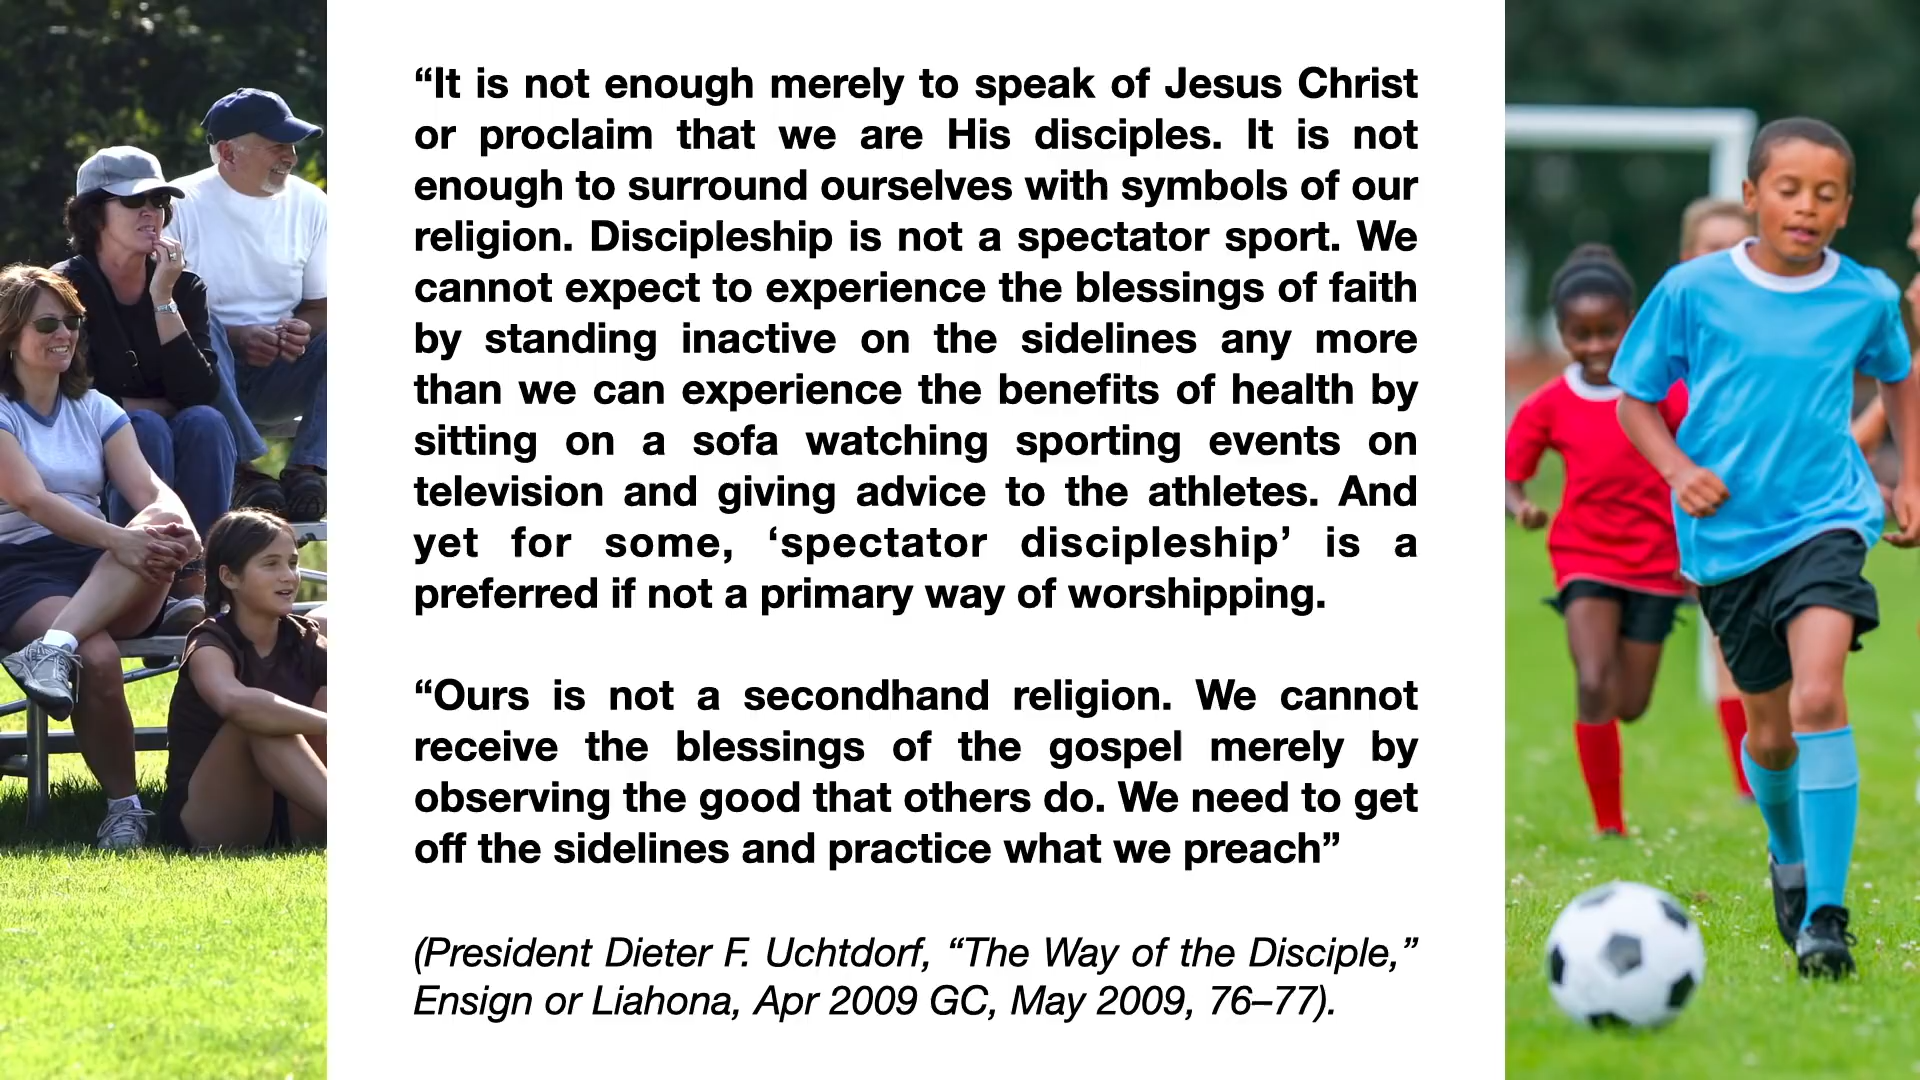 “It is not enough merely to speak of Jesus Christ
or proclaim that we are His disciples. It is not
enough to surround ourselves with symbols of our
religion. Discipleship is not a spectator sport. We
cannot expect to experience the blessings of faith
by standing inactive on the sidelines any more
than we can experience the benefits of health by
sitting on a sofa watching sporting events on
television and giving advice to the athletes. And
yet for some, ‘spectator discipleship’ is a
preferred if not a primary way of worshipping.
“Ours is not a secondhand religion. We cannot
receive the blessings of the gospel merely by
observing the good that others do. We need to get
off the sidelines and practice what we preach”
(President Dieter F. Uchtdorf, “The Way of the Disciple,”
Ensign or Liahona, Apr 2009 GC, May 2009, 76–77).